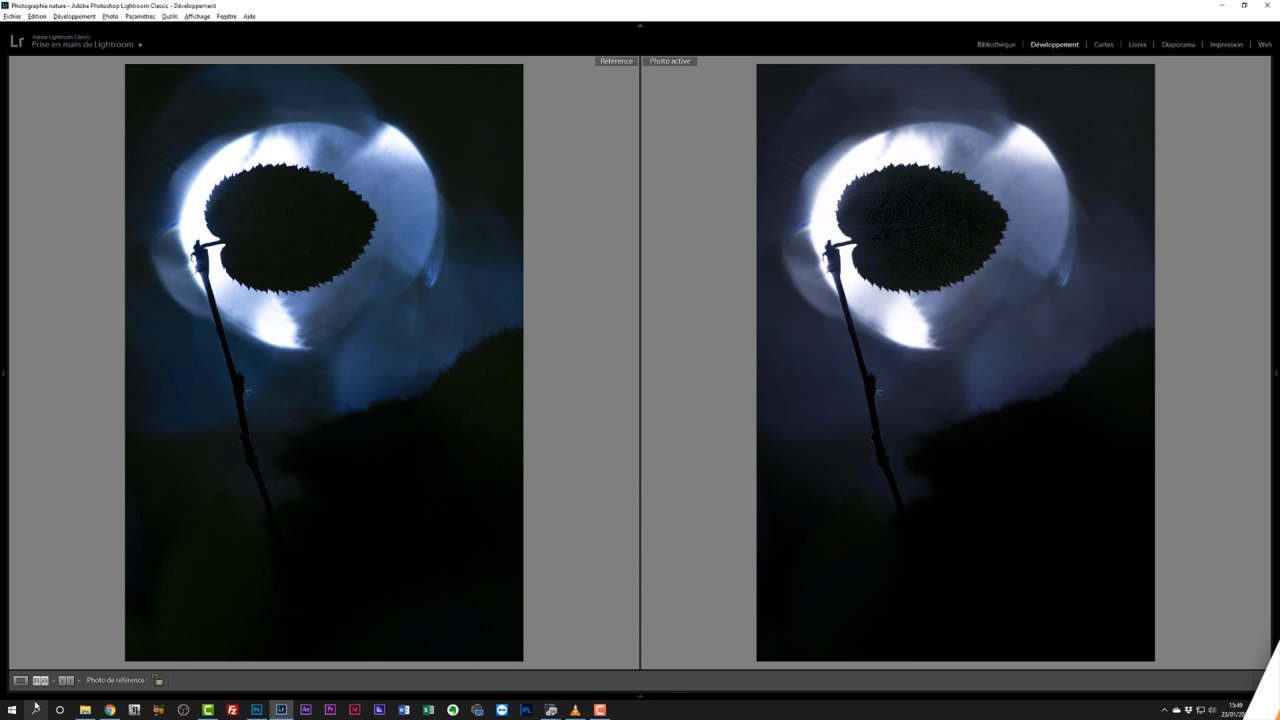 Photographie nature - Adobe Photoshop Lightroom Classic - Développement
Fichier Edition Développement Photo Paramètres Outils Affichage Fenêtre Aide
Lr
Adobe Lightroom Classic
Prise en main de Lightroom
Bibliothèque | Développement | Cartes | Livres | Diaporama | Impression | Web
Référence
Photo active
Photo de référence :
15:49